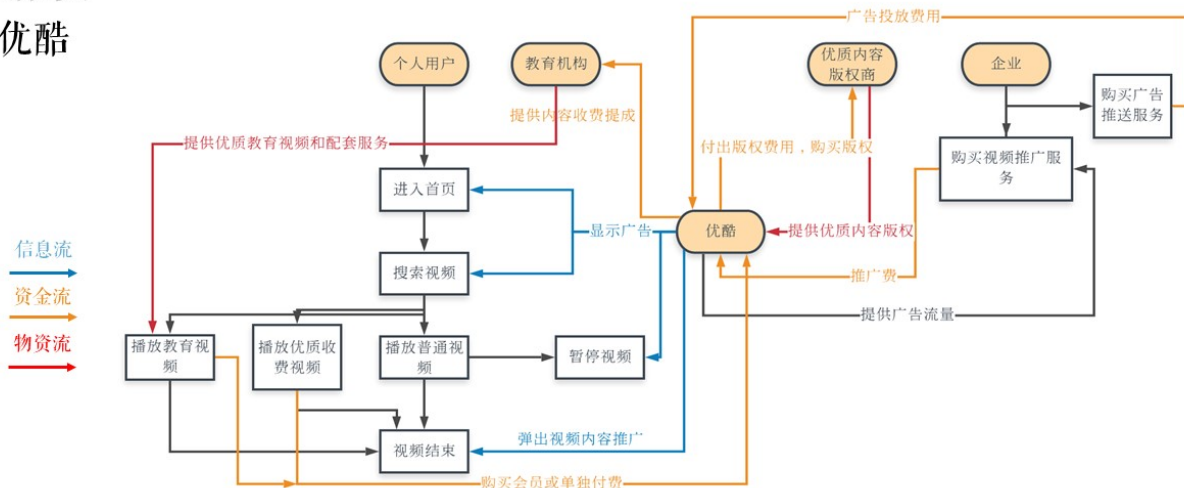 优酷
广告投放费用
个人用户
教育机构
优质内容
版权商
企业
购买广告
推送服务
提供内容收费提成
提供优质教育视频和配套服务
付出版权费用，购买版权
购买视频推广服
务
进入首页
显示广告
优酷
提供优质内容版权
信息流
搜索视频
推广费
资金流
提供广告流量
物资流
播放教育视
频
播放优质收
费视频
播放普通视
频
暂停视频
弹出视频内容推广
视频结束
购买会员或单独付费